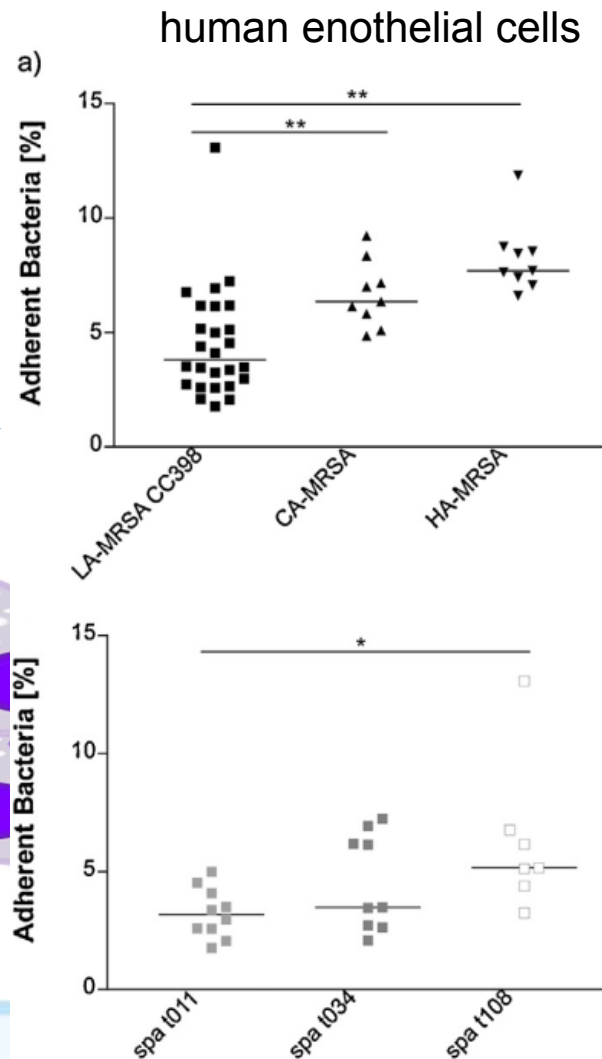 human enothelial cells
a)
**
**
15
10
5
0
Adherent Bacteria [%]
LA-MRSA CC398
CA-MRSA
HA-MRSA
*
15
10
5
0
Adherent Bacteria [%]
spa t011
spa t034
spa t108